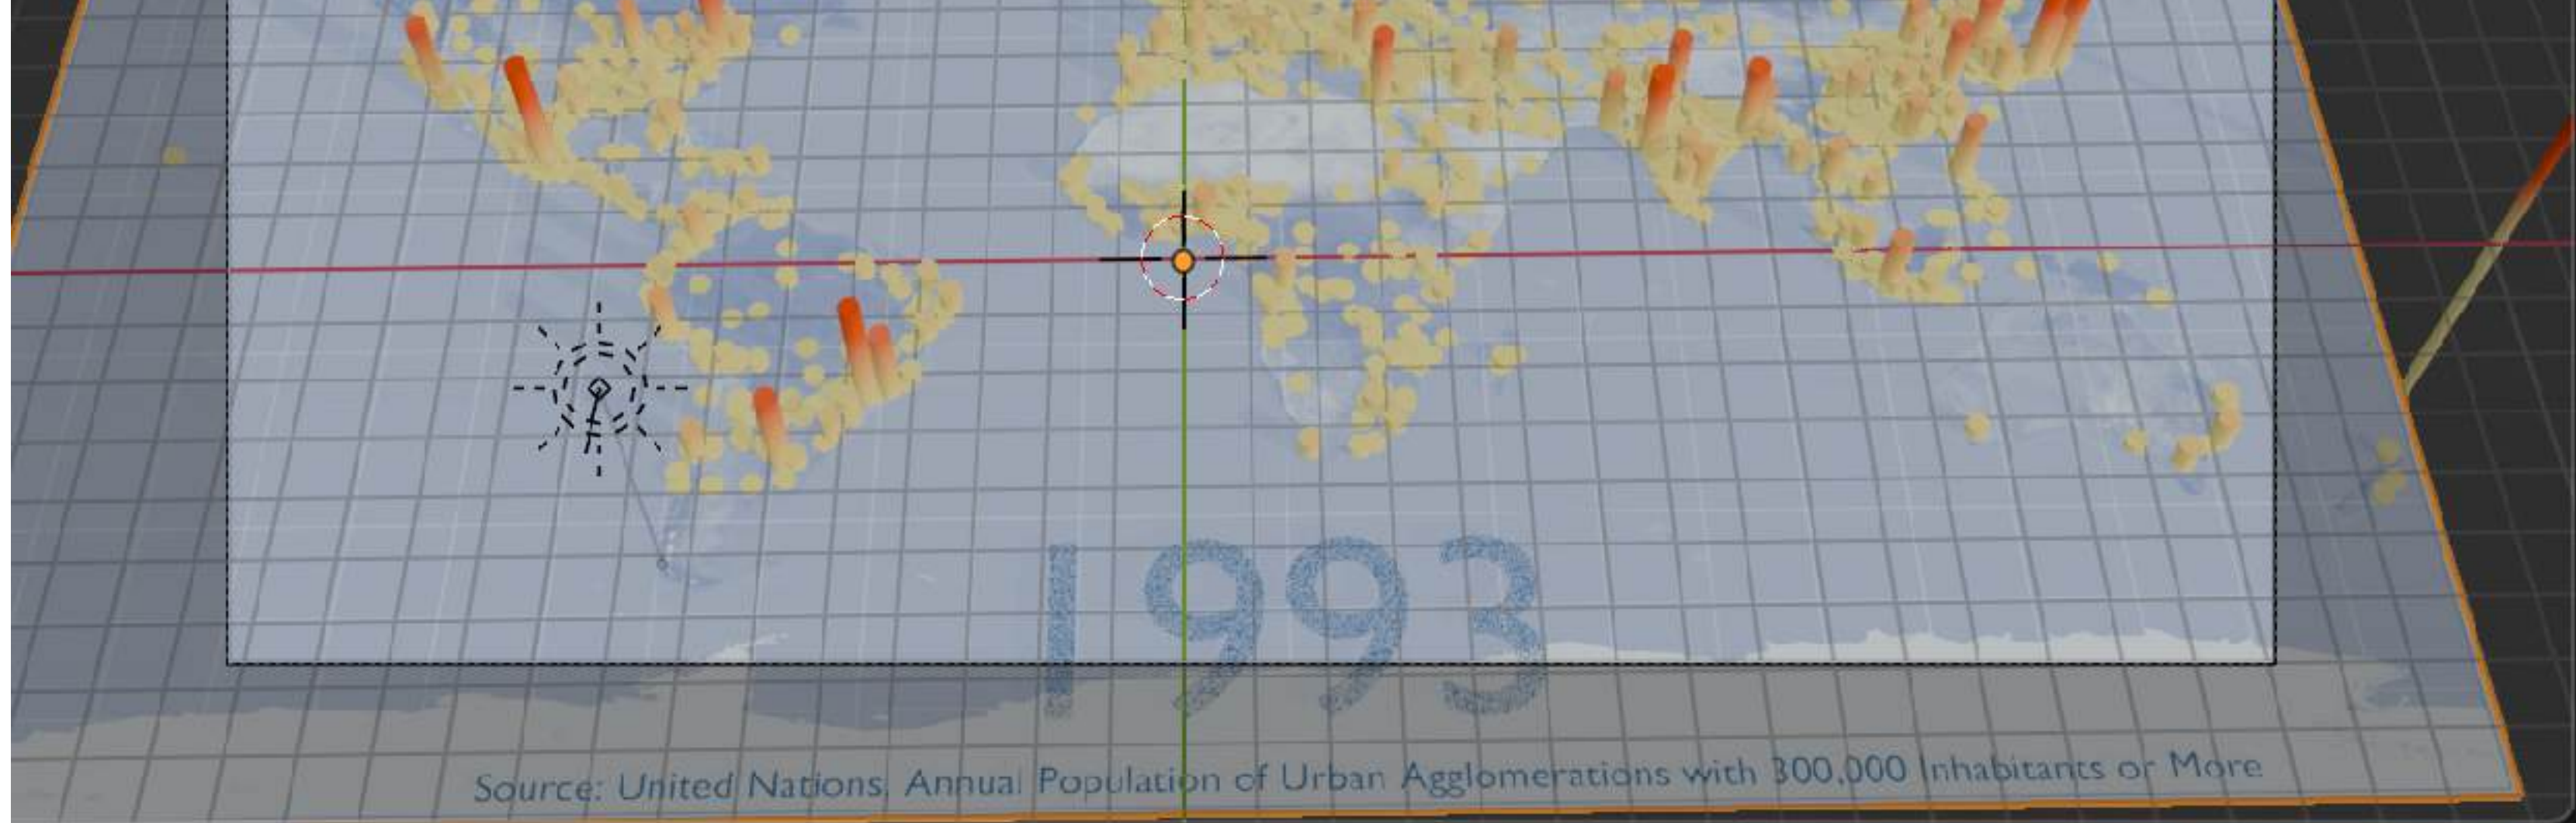 1993
Source: United Nations, Annual Population of Urban Agglomerations with 300,000 Inhabitants or More